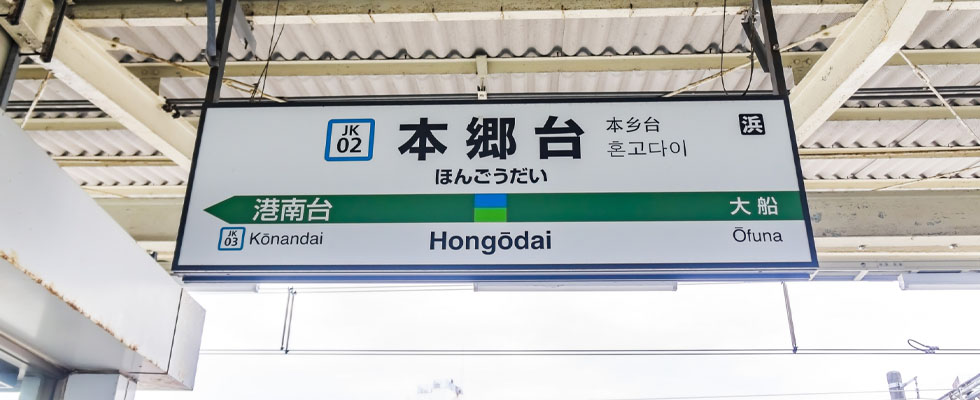 JK
02
本郷台
本乡台
혼고다이
浜
ほんごうだい
港南台
大船
JK
03
Kōnandai
Hongōdai
Ōfuna